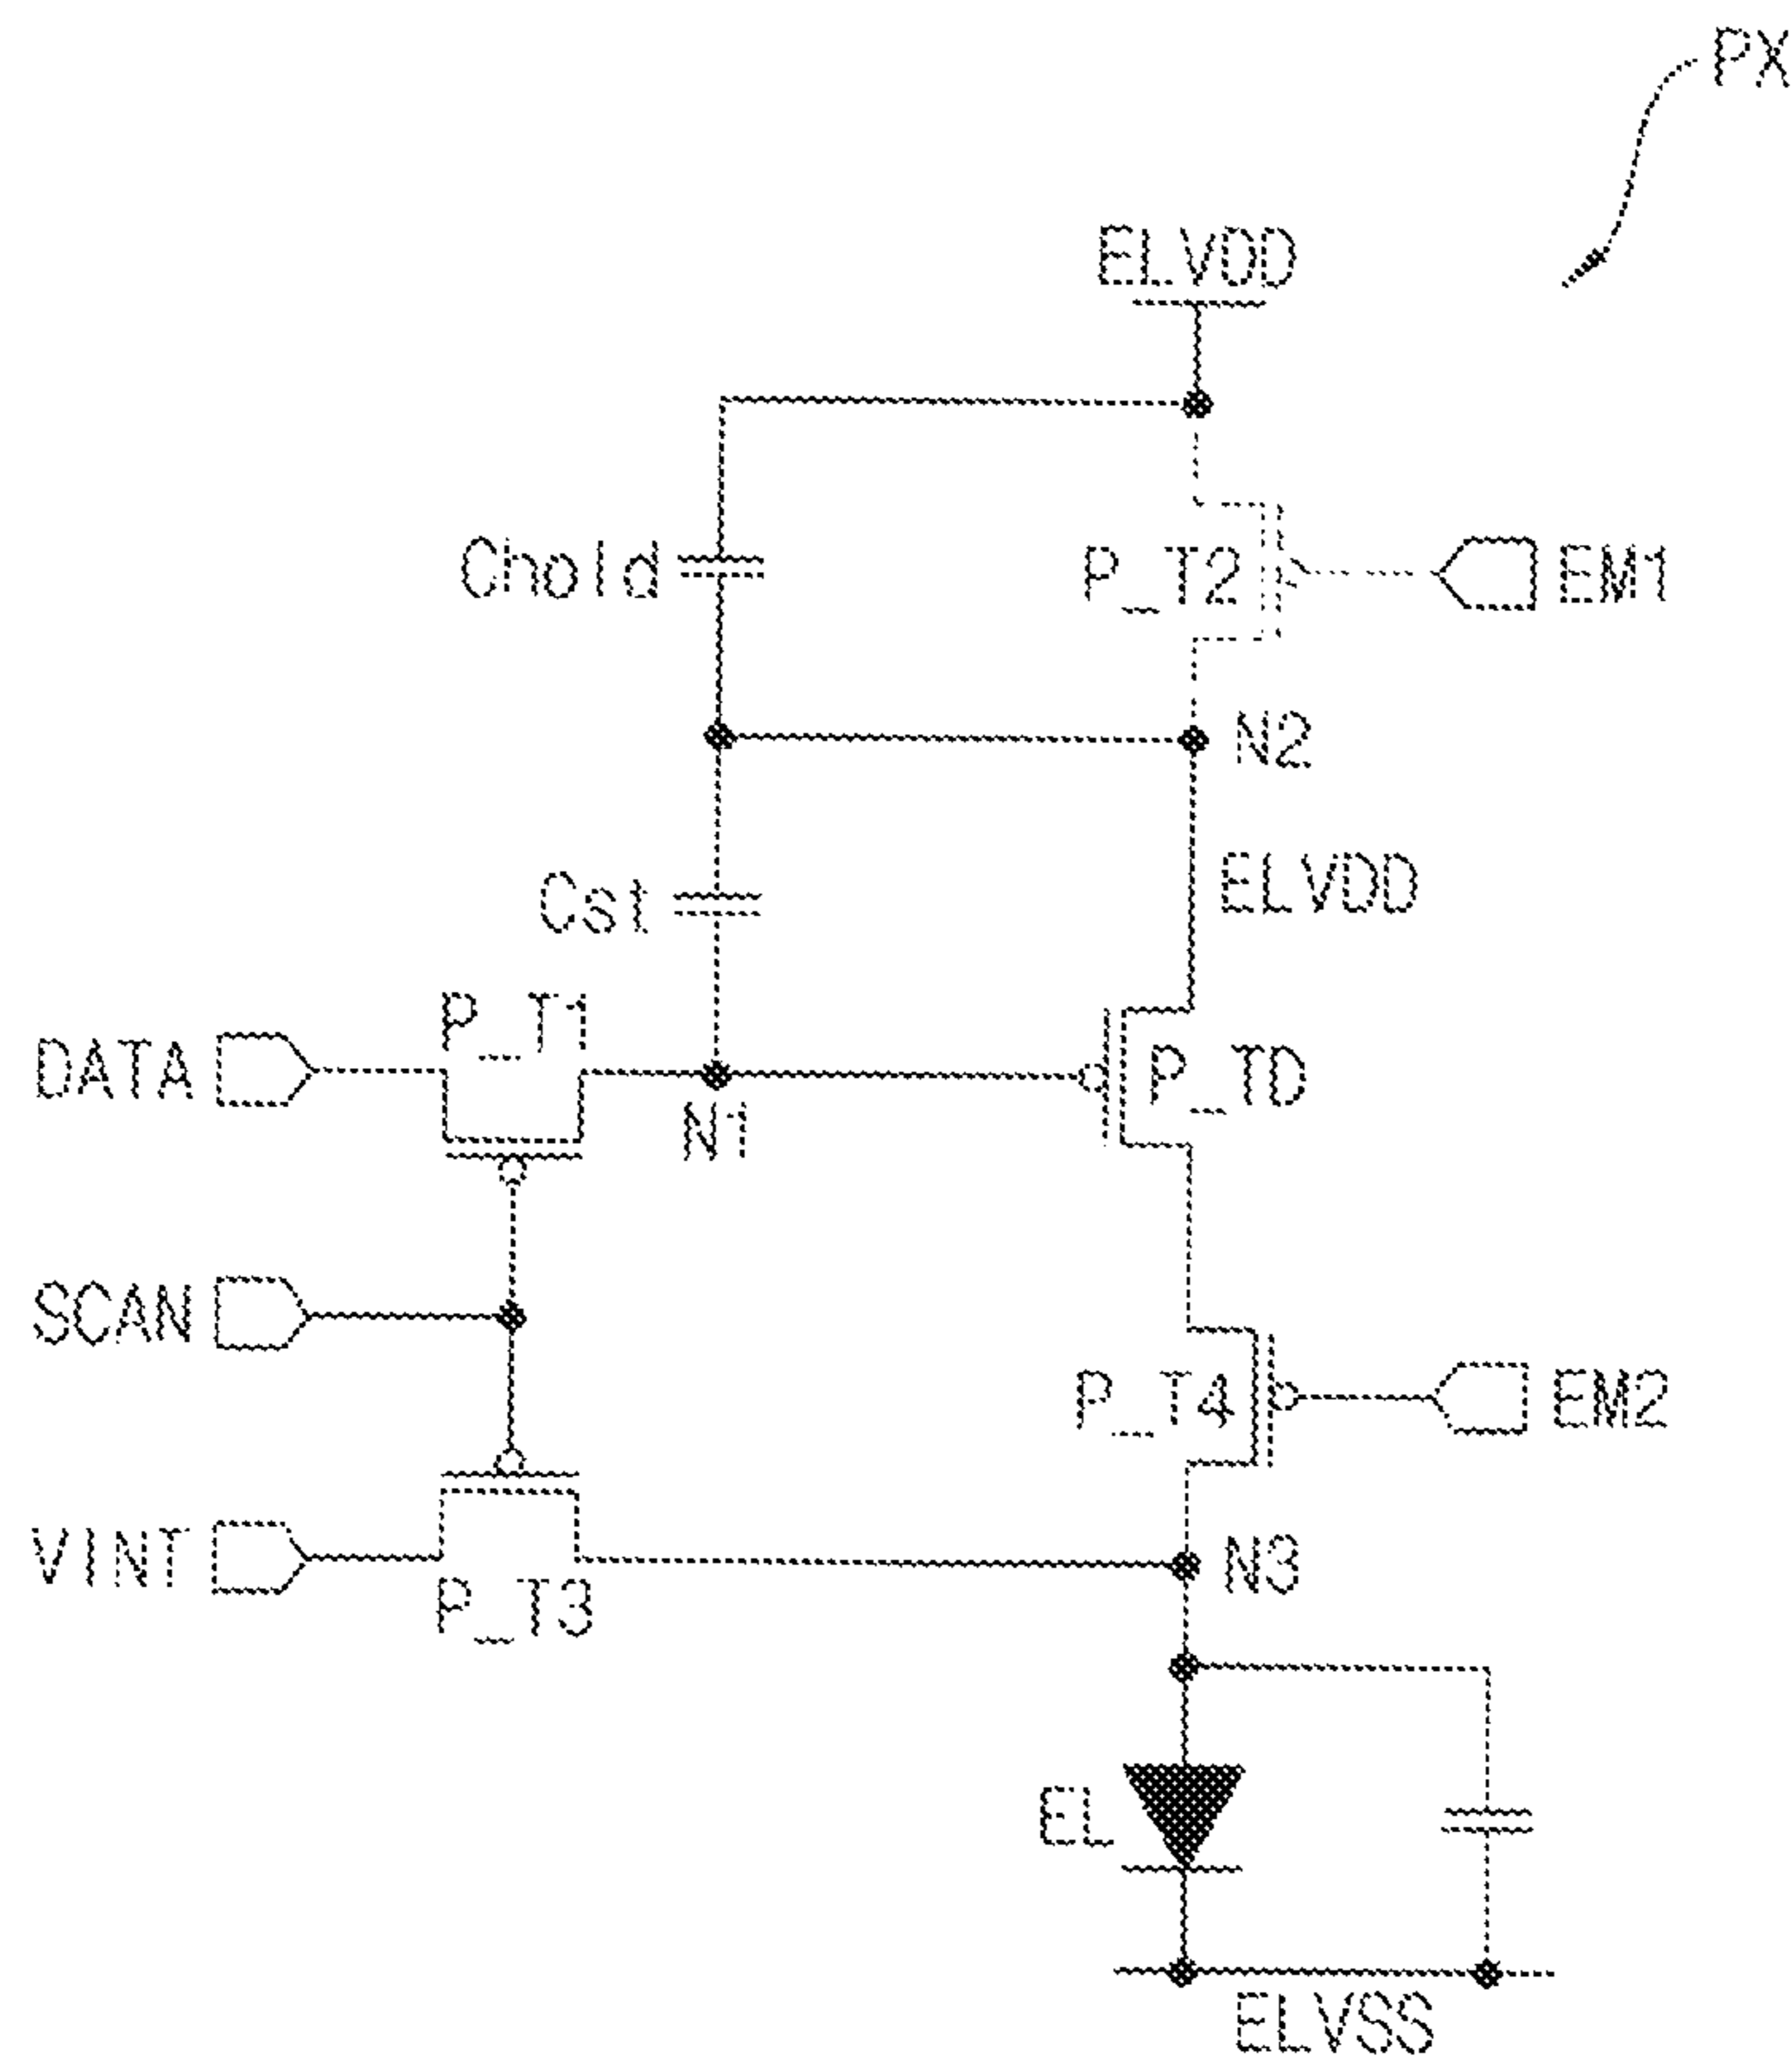 PX
ELVDD
Chold
P_T2
EM1
N2
Cst
ELVDD
P_T1
DATA
P_TD
N1
SCAN
P_T4
EM2
VINT
N3
P_T3
EL
ELVSS